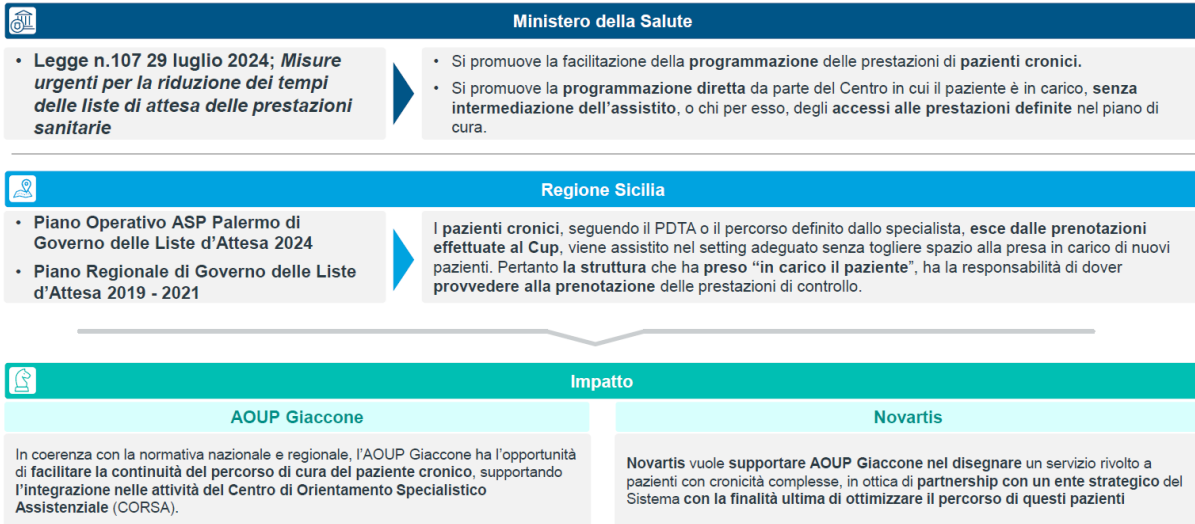 Ministero della Salute
• Legge n.107 29 luglio 2024; Misure
urgenti per la riduzione dei tempi
delle liste di attesa delle prestazioni
sanitarie
• Si promuove la facilitazione della programmazione delle prestazioni di pazienti cronici.
• Si promuove la programmazione diretta da parte del Centro in cui il paziente è in carico, senza
intermediazione dell'assistito, o chi per esso, degli accessi alle prestazioni definite nel piano di
cura.
Regione Sicilia
• Piano Operativo ASP Palermo di
Governo delle Liste d'Attesa 2024
• Piano Regionale di Governo delle Liste
d'Attesa 2019 - 2021
I pazienti cronici, seguendo il PDTA o il percorso definito dallo specialista, esce dalle prenotazioni
effettuate al Cup, viene assistito nel setting adeguato senza togliere spazio alla presa in carico di nuovi
pazienti. Pertanto la struttura che ha preso "in carico il paziente", ha la responsabilità di dover
provvedere alla prenotazione delle prestazioni di controllo.
Impatto
AOUP Giaccone
In coerenza con la normativa nazionale e regionale, l'AOUP Giaccone ha l'opportunità
di facilitare la continuità del percorso di cura del paziente cronico, supportando
l'integrazione nelle attività del Centro di Orientamento Specialistico
Assistenziale (CORSA).
Novartis
Novartis vuole supportare AOUP Giaccone nel disegnare un servizio rivolto a
pazienti con cronicità complesse, in ottica di partnership con un ente strategico del
Sistema con la finalità ultima di ottimizzare il percorso di questi pazienti